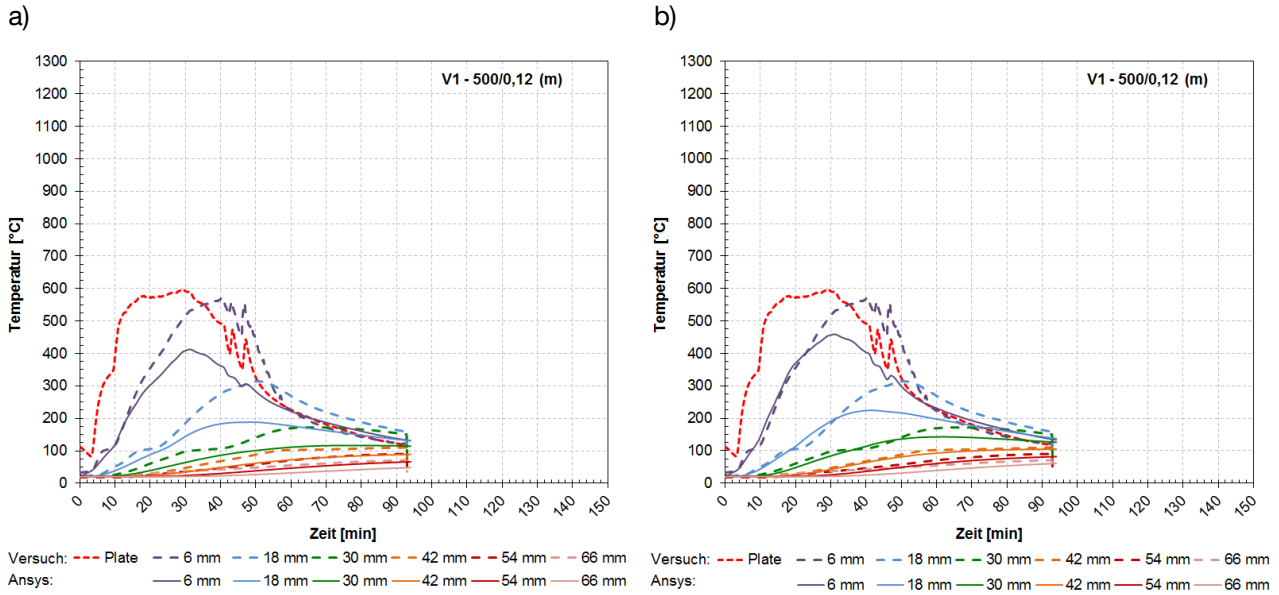 a)
V1 - 500/0,12 (m)
Temperatur [°C]
1300
1200
1100
1000
900
800
700
600
500
400
300
200
100
0
0 10 20 30 40 50 60 70 80 90 100 110 120 130 140 150
Zeit [min]
Versuch: Plate 6 mm 18 mm 30 mm 42 mm 54 mm 66 mm
Ansys: 6 mm 18 mm 30 mm 42 mm 54 mm 66 mm
b)
V1 - 500/0,12 (m)
Temperatur [°C]
1300
1200
1100
1000
900
800
700
600
500
400
300
200
100
0
0 10 20 30 40 50 60 70 80 90 100 110 120 130 140 150
Zeit [min]
Versuch: Plate 6 mm 18 mm 30 mm 42 mm 54 mm 66 mm
Ansys: 6 mm 18 mm 30 mm 42 mm 54 mm 66 mm